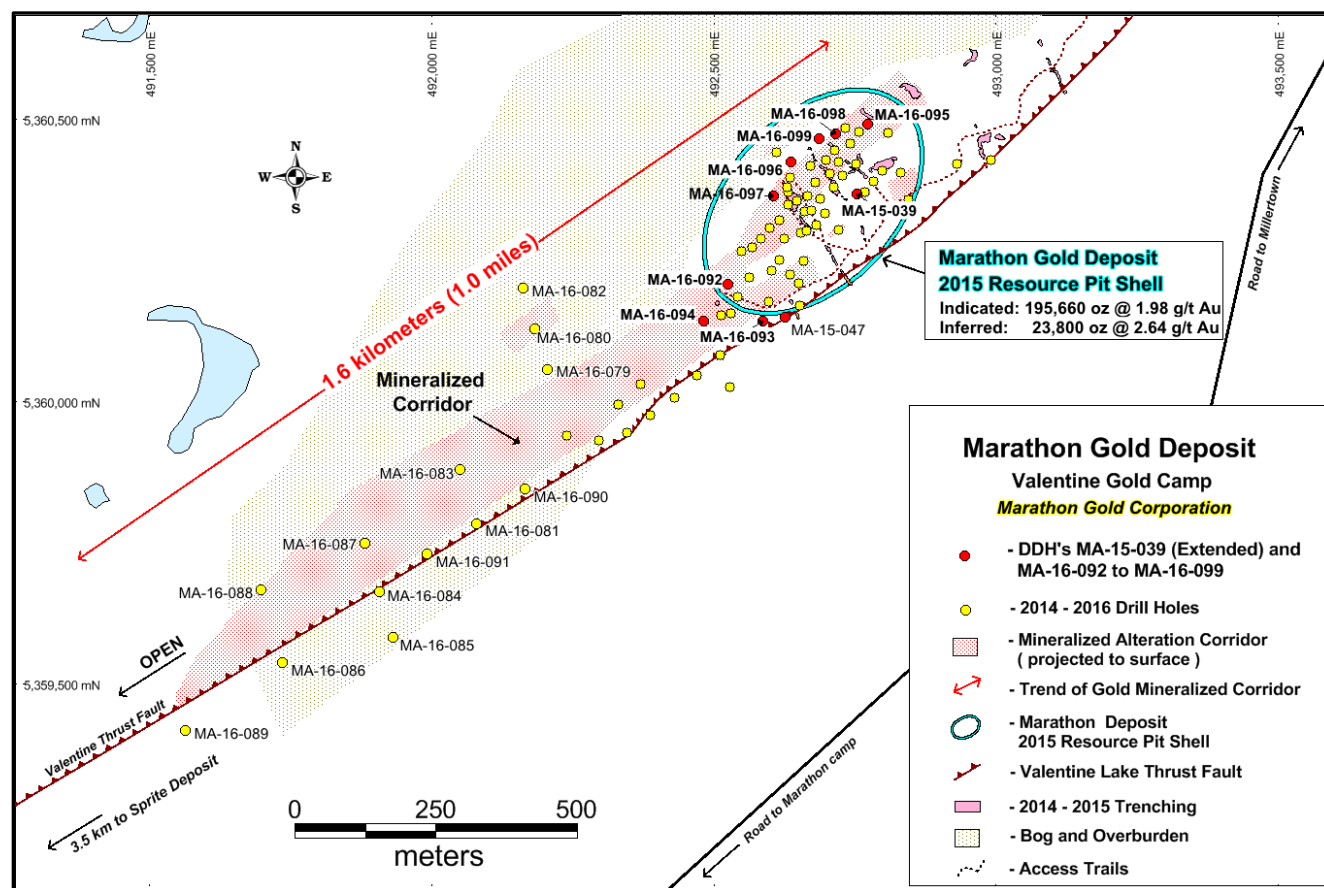 491,500 mE
492,000 mE
492,500 mE
493,000 mE
493,500 mE
5,360,500 mN
5,360,000 mN
5,359,500 mN
N
W E
S
1.6 kilometers (1.0 miles)
MA-16-098
MA-16-095
MA-16-099
MA-16-096
MA-16-097
MA-15-039
MA-16-092
MA-16-094
MA-16-093
MA-15-047
MA-16-082
MA-16-080
MA-16-079
Mineralized
Corridor
MA-16-083
MA-16-090
MA-16-081
MA-16-087
MA-16-091
MA-16-088
MA-16-084
MA-16-085
MA-16-086
MA-16-089
OPEN
Valentine Thrust Fault
3.5 km to Sprite Deposit
Road to Millertown
Road to Marathon camp
Marathon Gold Deposit
2015 Resource Pit Shell
Indicated: 195,660 oz @ 1.98 g/t Au
Inferred: 23,800 oz @ 2.64 g/t Au
0 250 500
meters
Marathon Gold Deposit
Valentine Gold Camp
Marathon Gold Corporation
- DDH's MA-15-039 (Extended) and
MA-16-092 to MA-16-099
- 2014 - 2016 Drill Holes
- Mineralized Alteration Corridor
( projected to surface )
- Trend of Gold Mineralized Corridor
- Marathon Deposit
2015 Resource Pit Shell
- Valentine Lake Thrust Fault
- 2014 - 2015 Trenching
- Bog and Overburden
- Access Trails